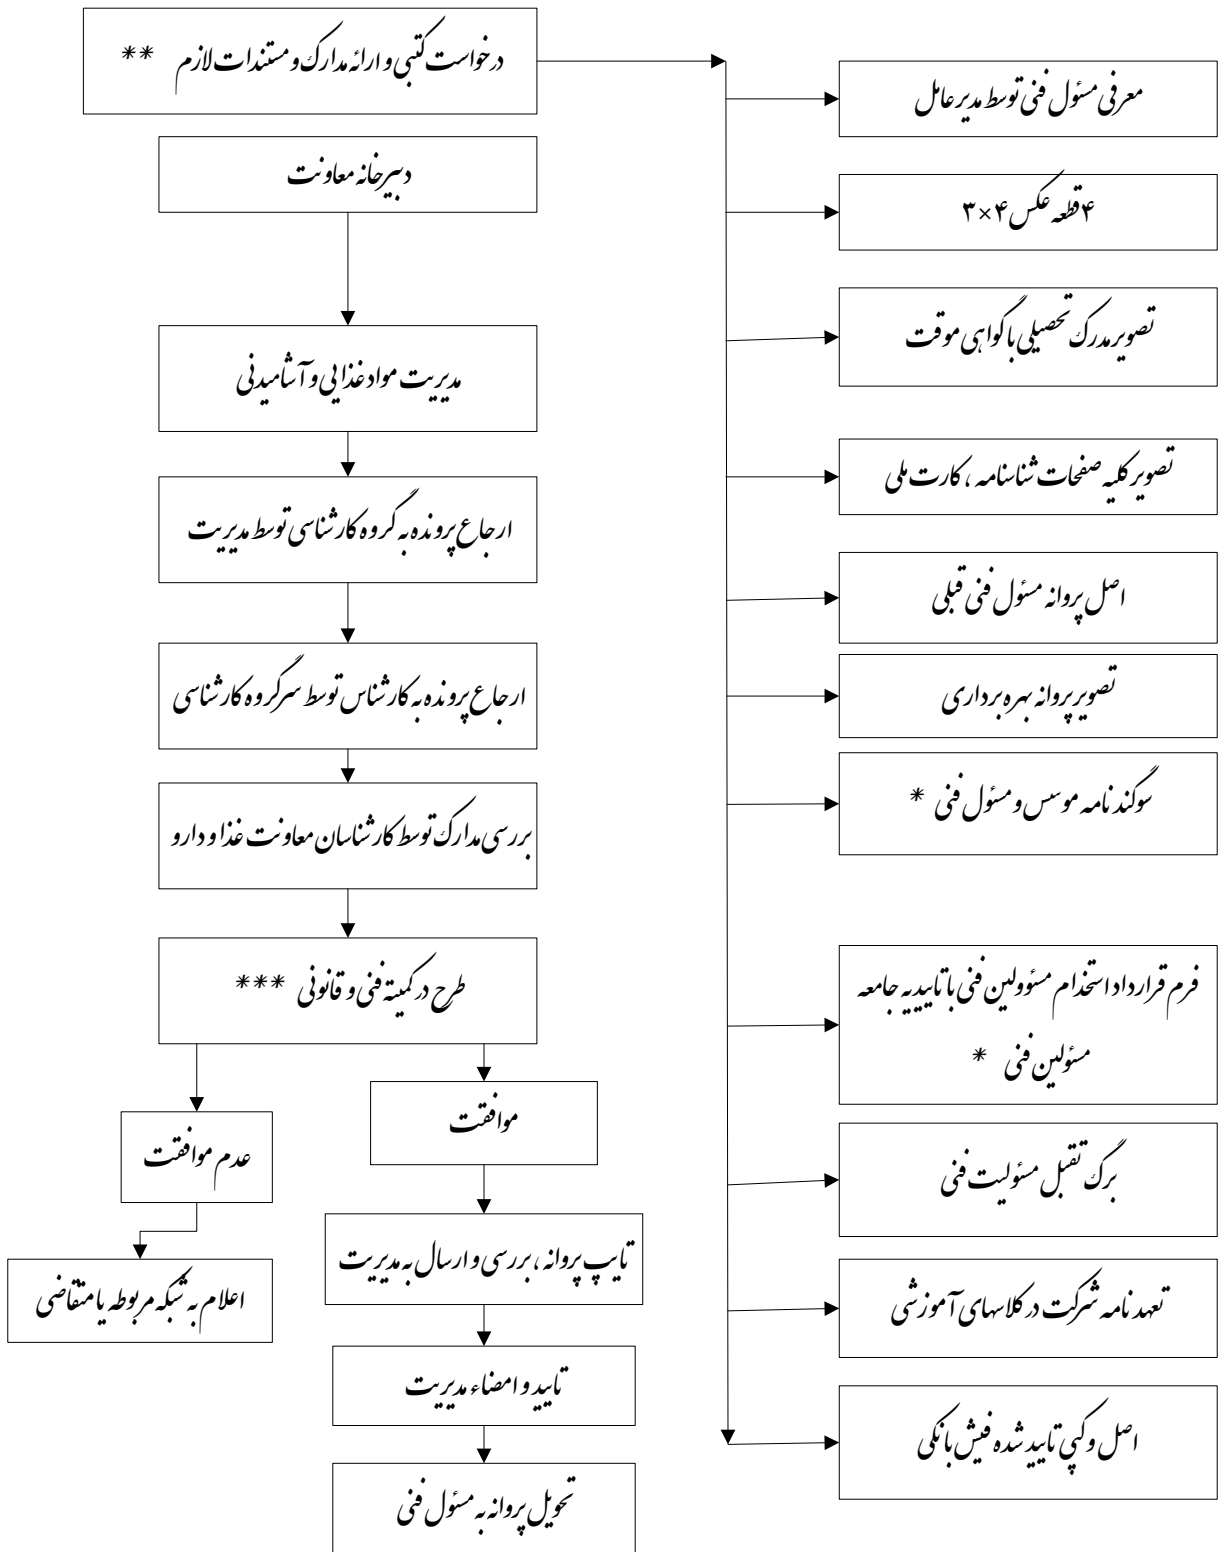 درخواست کتبی و ارائه مدارک و مستندات لازم **
دبیرخانه معاونت
مدیریت مواد غذایی و آشامیدنی
ارجاع پرونده به گروه کارشناسی توسط مدیریت
ارجاع پرونده به کارشناس توسط سرگروه کارشناسی
بررسی مدارک توسط کارشناسان معاونت غذا و دارو
طرح در کمیته فنی و قانونی ***
موافقت
عدم موافقت
تایپ پروانه ، بررسی و ارسال به مدیریت
اعلام به شبکه مربوطه یا متقاضی
تایید و امضاء مدیریت
تحویل پروانه به مسئول فنی
معرفی مسئول فنی توسط مدیرعامل
۴ قطعه عکس ۴×۳
تصویر مدرک تحصیلی یا گواهی موقت
تصویر کلیه صفحات شناسنامه ، کارت ملی
اصل پروانه مسئول فنی قبلی
تصویر پروانه بهره برداری
سوگند نامه موسس و مسئول فنی *
فرم قرارداد استخدام مسئوولین فنی با تاییدیه جامعه
مسئولین فنی *
برگ تقبل مسئولیت فنی
تعهد نامه شرکت در کلاسهای آموزشی
اصل و کپی تایید شده فیش بانکی